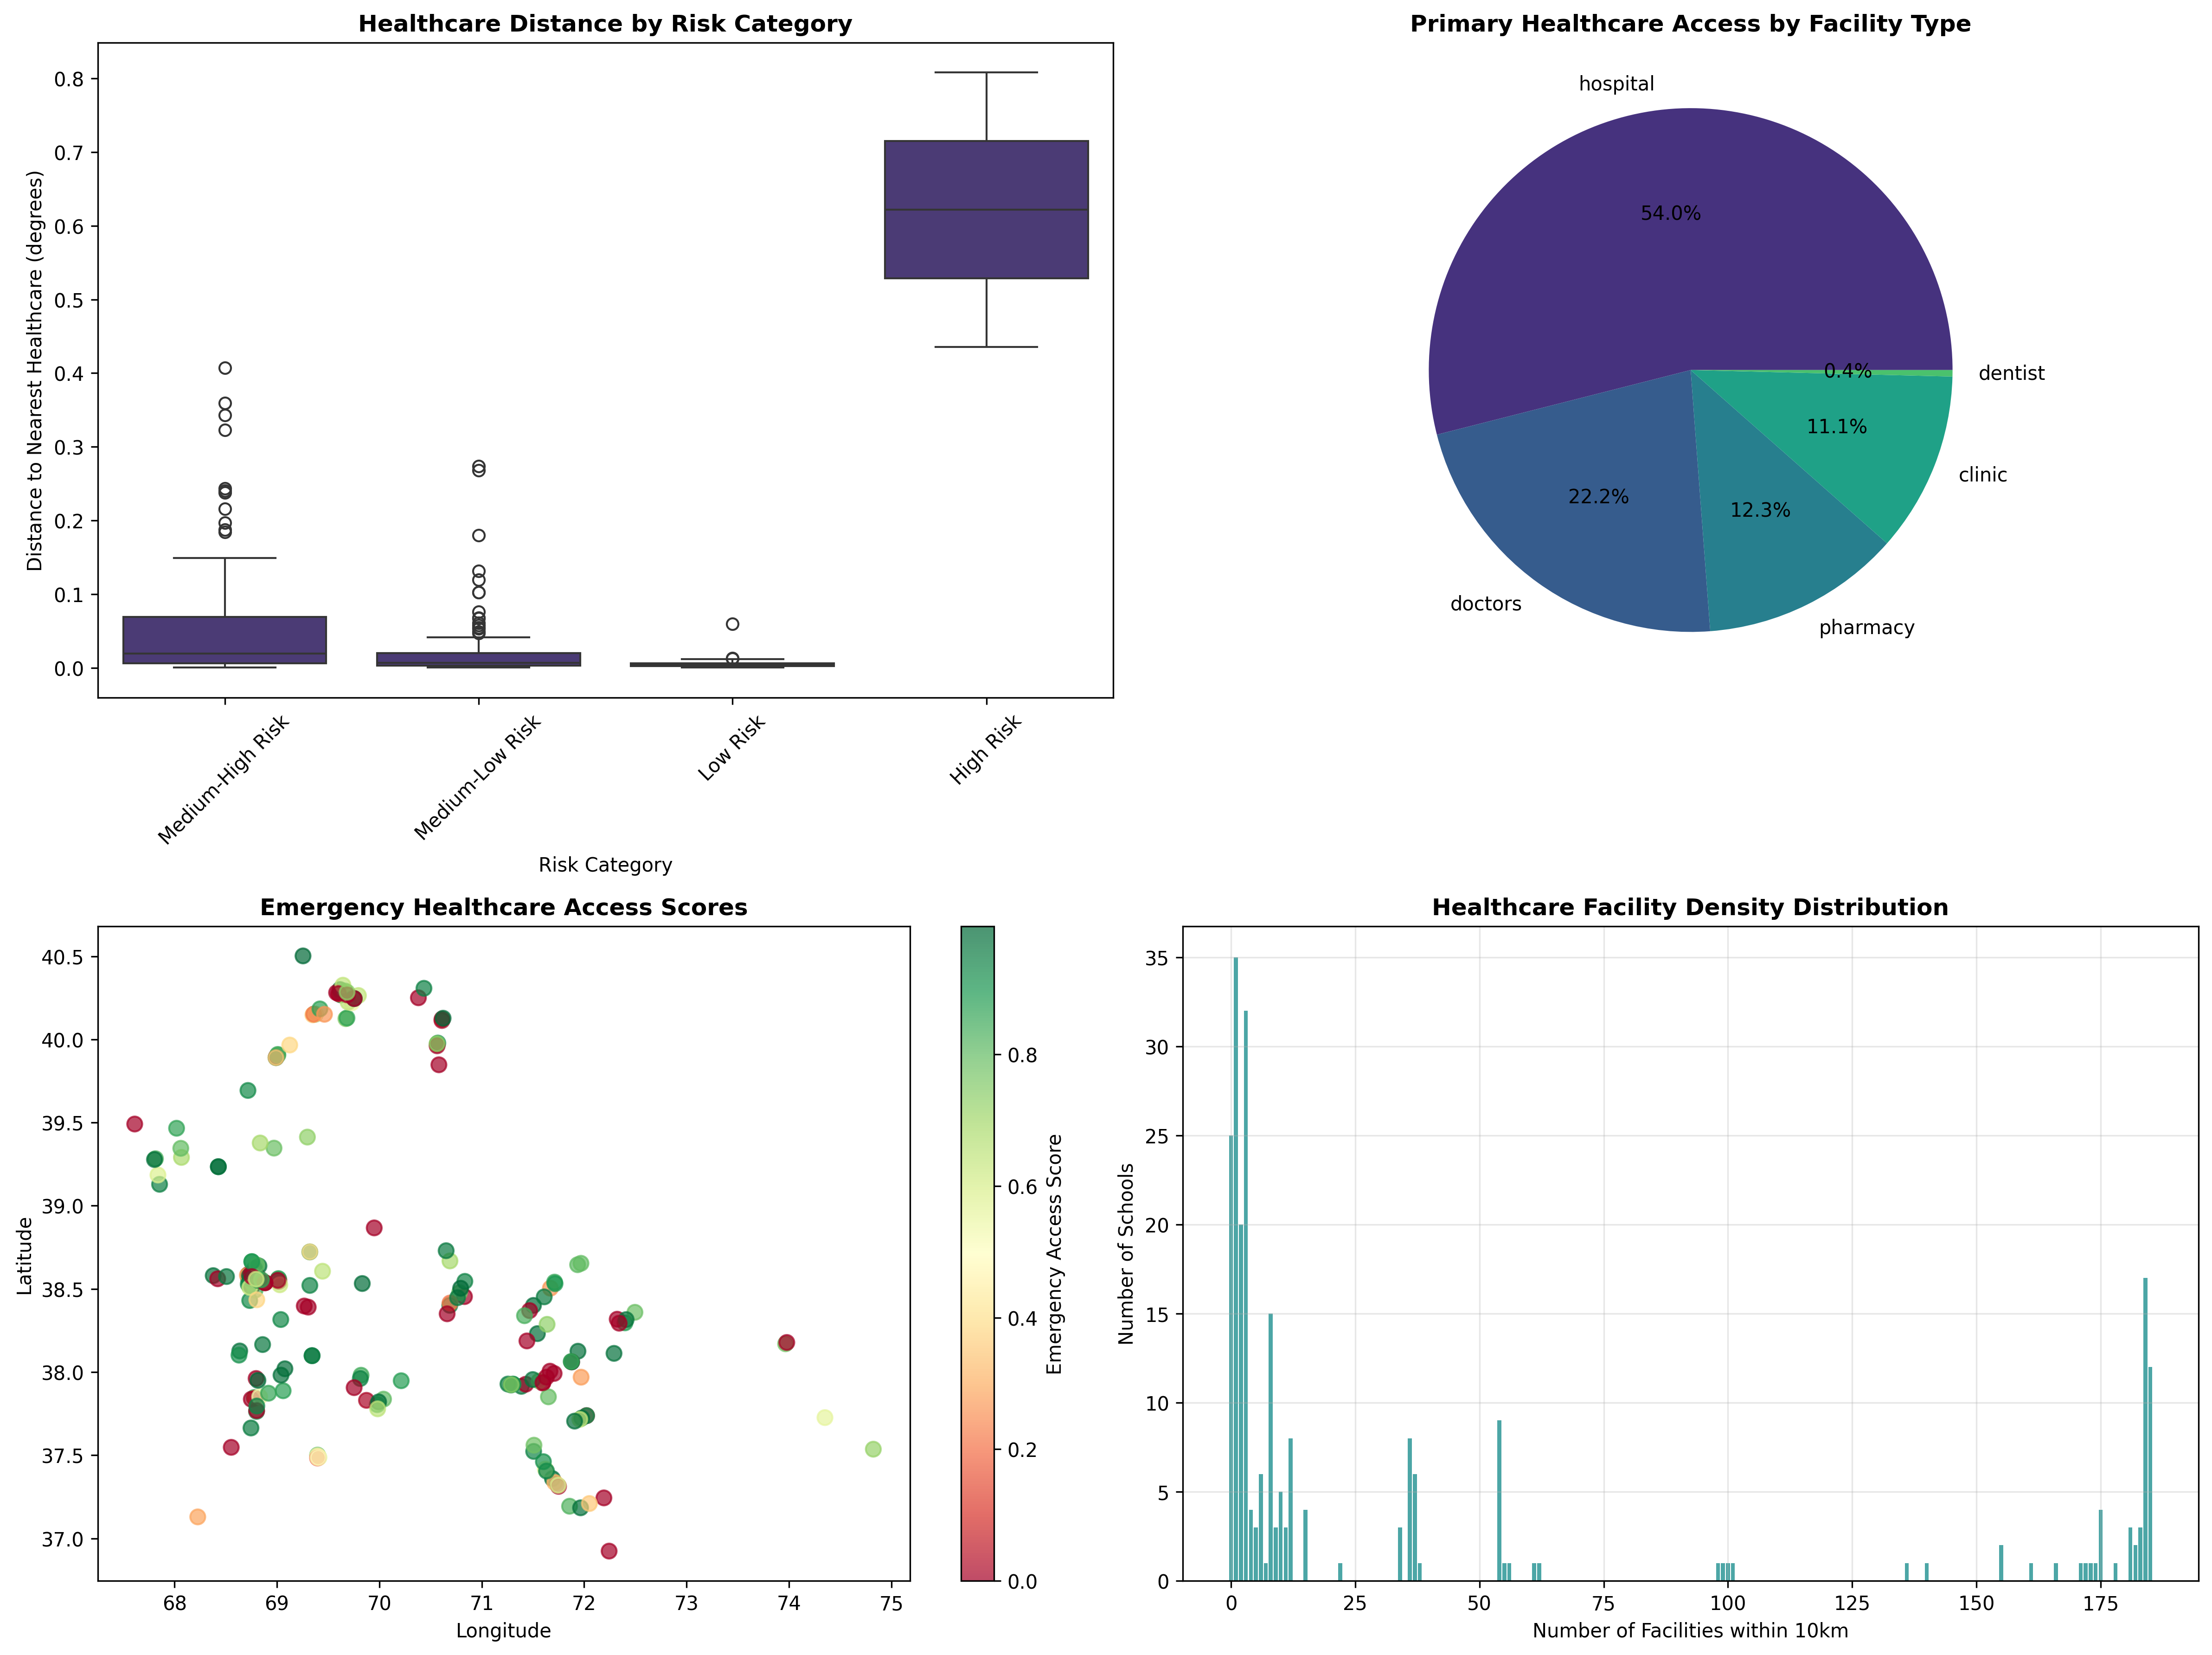 Healthcare Distance by Risk Category
Distance to Nearest Healthcare (degrees)
0.8
0.7
0.6
0.5
0.4
0.3
0.2
0.1
0.0
Medium-High Risk
Medium-Low Risk
Low Risk
High Risk
Risk Category
Primary Healthcare Access by Facility Type
hospital
54.0%
0.4%
dentist
11.1%
clinic
22.2%
12.3%
doctors
pharmacy
Emergency Healthcare Access Scores
Latitude
40.5
40.0
39.5
39.0
38.5
38.0
37.5
37.0
68
69
70
71
72
73
74
75
Longitude
0.8
0.6
0.4
0.2
0.0
Emergency Access Score
Healthcare Facility Density Distribution
Number of Schools
35
30
25
20
15
10
5
0
0
25
50
75
100
125
150
175
Number of Facilities within 10km